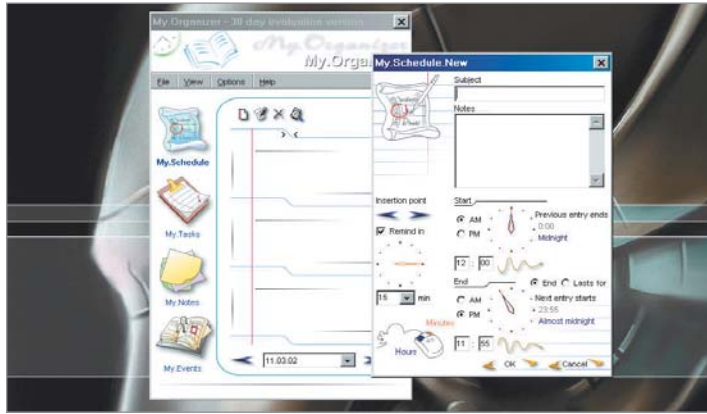 My Organizer - 30 day evaluation version
My.Organizer
My.Orga
File View Options Help
My.Schedule
My.Tasks
My.Notes
My.Events
11.03.02
My.Schedule.New
Subject
Notes
Insertion point
Remind in
15 min
Minutes
Hours
Start
AM
PM
Previous entry ends
0:00
Midnight
12 : 00
End
End Lasts for
AM
PM
Next entry starts
23:55
Almost midnight
11 : 55
OK Cancel